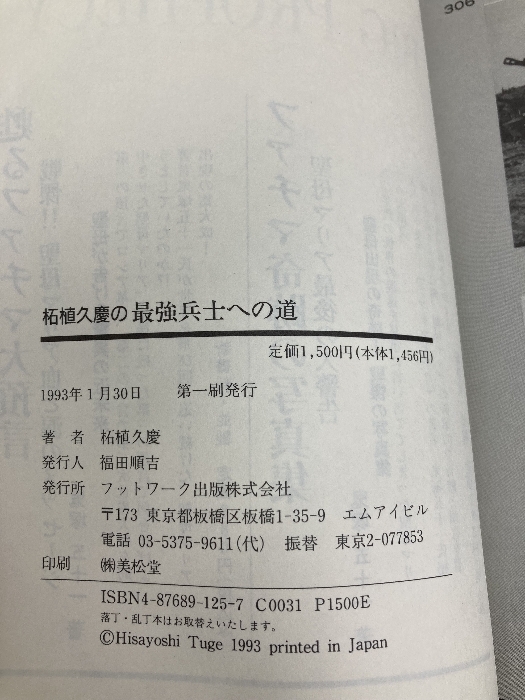 306
柘植久慶の最強兵士への道
定価1,500円(本体1,456円)
1993年1月30日 第一刷発行
著 者 柘植久慶
発行人 福田順吉
発行所 フットワーク出版株式会社
〒173 東京都板橋区板橋1-35-9 エムアイビル
電話 03-5375-9611(代) 振替 東京2-077853
印刷 ㈱美松堂
ISBN4-87689-125-7 C0031 P1500E
落丁・乱丁本はお取替えいたします。
©Hisayoshi Tuge 1993 printed in Japan